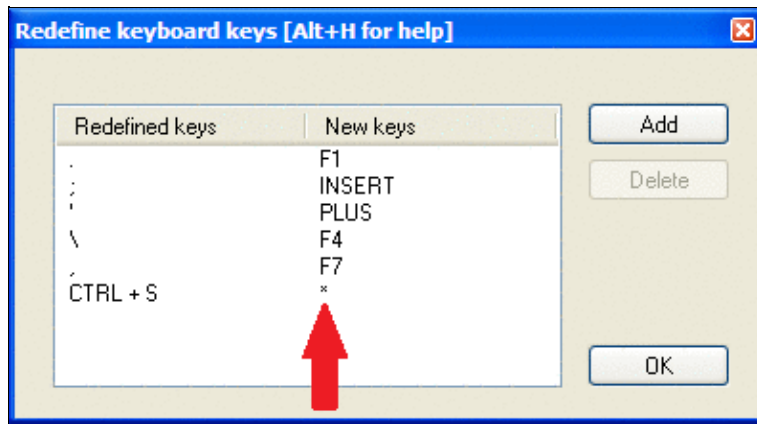 Redefine keyboard keys [Alt+H for help]
Redefined keys New keys
. F1
; INSERT
' PLUS
\ F4
, F7
CTRL + S *
Add
Delete
OK